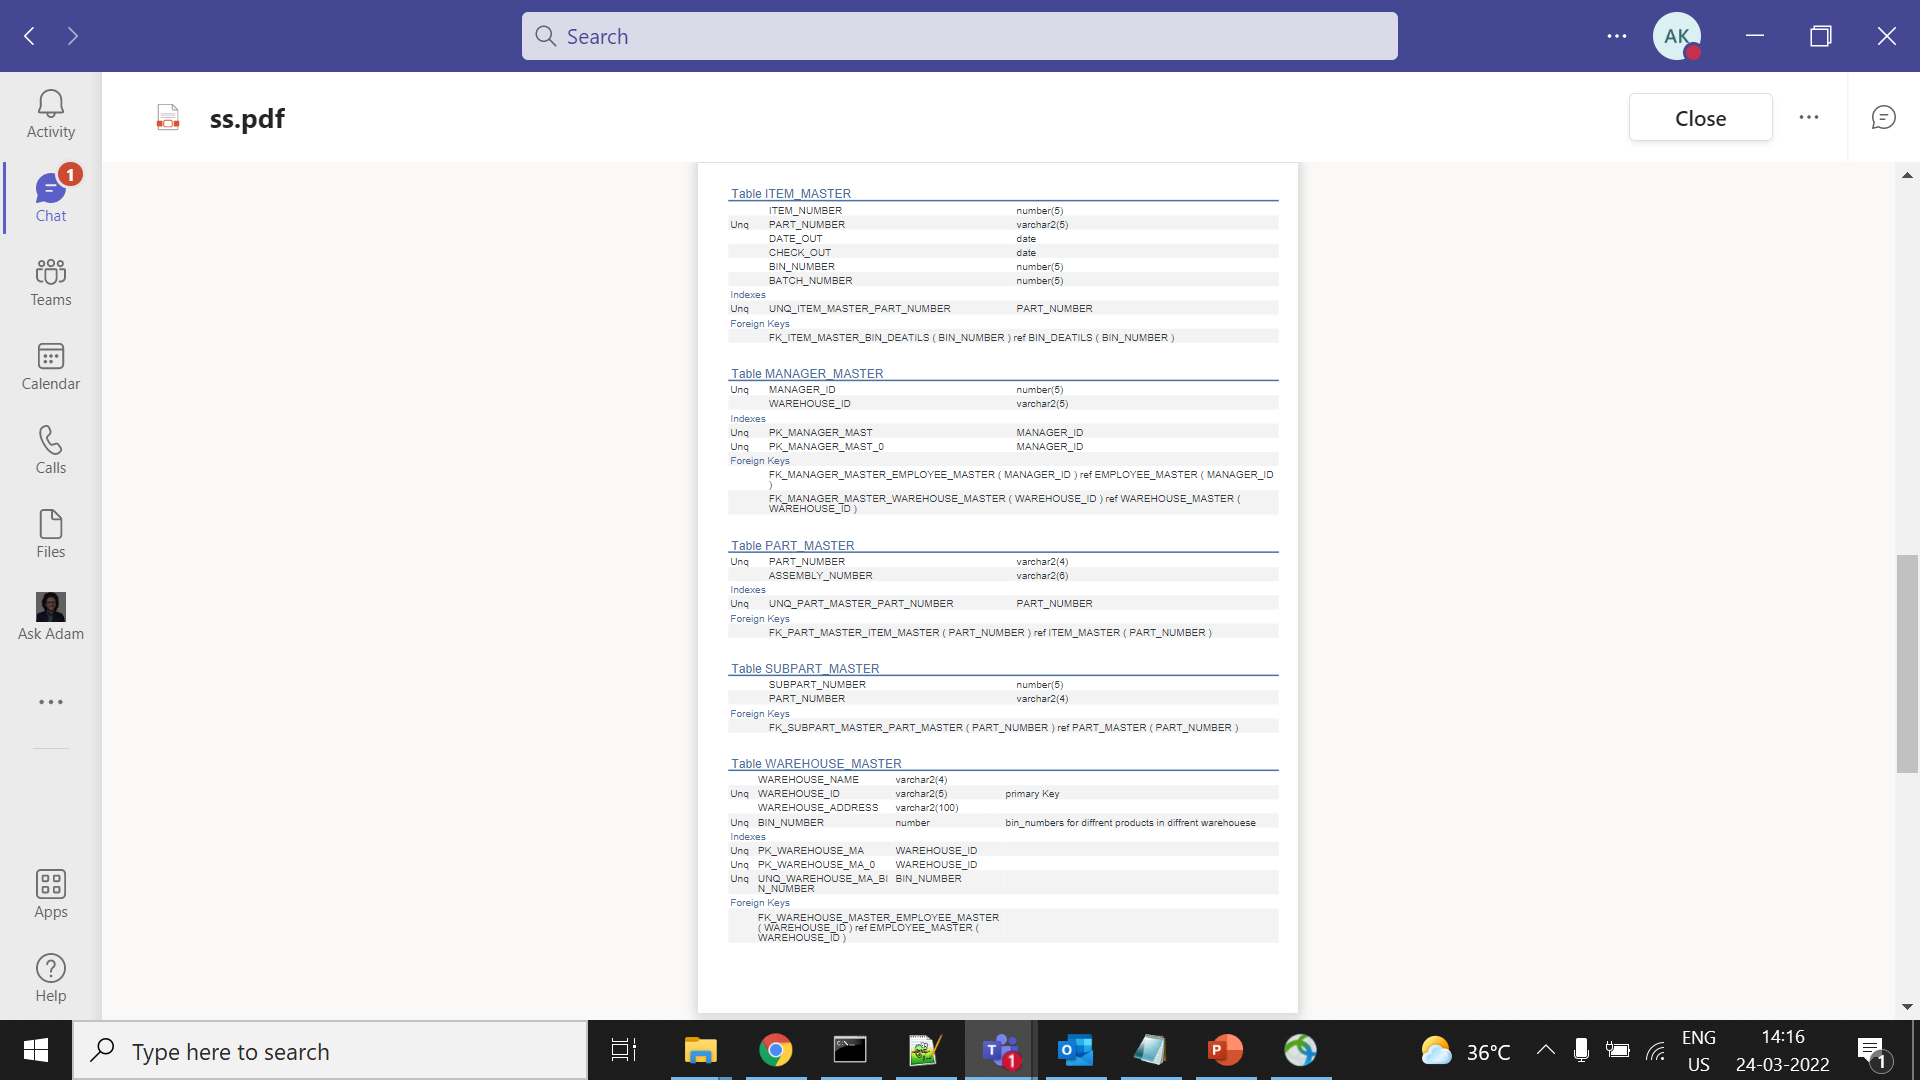 Search
AK
ss.pdf
Close
Activity
1
Chat
Teams
Calendar
Calls
Files
Ask Adam
Apps
Help
Table ITEM_MASTER
ITEM_NUMBER number(5)
Unq PART_NUMBER varchar2(5)
DATE_OUT date
CHECK_OUT date
BIN_NUMBER number(5)
BATCH_NUMBER number(5)
Indexes
Unq UNQ_ITEM_MASTER_PART_NUMBER PART_NUMBER
Foreign Keys
FK_ITEM_MASTER_BIN_DEATILS ( BIN_NUMBER ) ref BIN_DEATILS ( BIN_NUMBER )
Table MANAGER_MASTER
Unq MANAGER_ID number(5)
WAREHOUSE_ID varchar2(5)
Indexes
Unq PK_MANAGER_MAST MANAGER_ID
Unq PK_MANAGER_MAST_0 MANAGER_ID
Foreign Keys
FK_MANAGER_MASTER_EMPLOYEE_MASTER ( MANAGER_ID ) ref EMPLOYEE_MASTER ( MANAGER_ID
)
FK_MANAGER_MASTER_WAREHOUSE_MASTER ( WAREHOUSE_ID ) ref WAREHOUSE_MASTER (
WAREHOUSE_ID )
Table PART_MASTER
Unq PART_NUMBER varchar2(4)
ASSEMBLY_NUMBER varchar2(6)
Indexes
Unq UNQ_PART_MASTER_PART_NUMBER PART_NUMBER
Foreign Keys
FK_PART_MASTER_ITEM_MASTER ( PART_NUMBER ) ref ITEM_MASTER ( PART_NUMBER )
Table SUBPART_MASTER
SUBPART_NUMBER number(5)
PART_NUMBER varchar2(4)
Foreign Keys
FK_SUBPART_MASTER_PART_MASTER ( PART_NUMBER ) ref PART_MASTER ( PART_NUMBER )
Table WAREHOUSE_MASTER
WAREHOUSE_NAME varchar2(4)
Unq WAREHOUSE_ID varchar2(5) primary Key
WAREHOUSE_ADDRESS varchar2(100)
Unq BIN_NUMBER number bin_numbers for diffrent products in diffrent warehouese
Indexes
Unq PK_WAREHOUSE_MA WAREHOUSE_ID
Unq PK_WAREHOUSE_MA_0 WAREHOUSE_ID
Unq UNQ_WAREHOUSE_MA_BI BIN_NUMBER
N_NUMBER
Foreign Keys
FK_WAREHOUSE_MASTER_EMPLOYEE_MASTER
( WAREHOUSE_ID ) ref EMPLOYEE_MASTER (
WAREHOUSE_ID )
Type here to search
1
36°C
ENG
US
14:16
24-03-2022
1